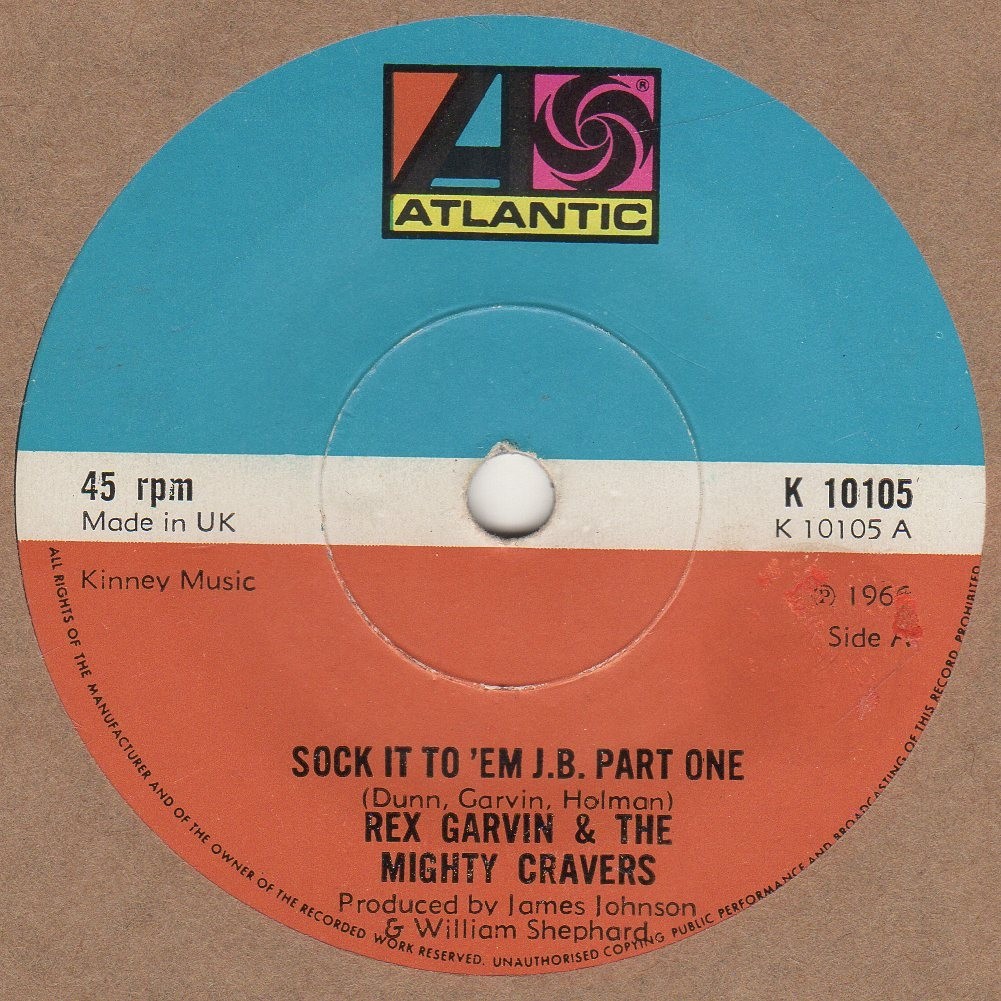 ®
ATLANTIC
45 rpm
Made in UK
K 10105
K 10105 A
Kinney Music
℗
Side
SOCK IT TO 'EM J.B. PART ONE
(Dunn, Garvin, Holman)
REX GARVIN & THE
MIGHTY CRAVERS
Produced by James Johnson
& William Shephard
ALL RIGHTS OF THE MANUFACTURER AND OF THE OWNER OF THE RECORDED WORK RESERVED. UNAUTHORISED COPYING PUBLIC PERFORMANCE AND BROADCASTING OF THIS RECORD PROHIBITED